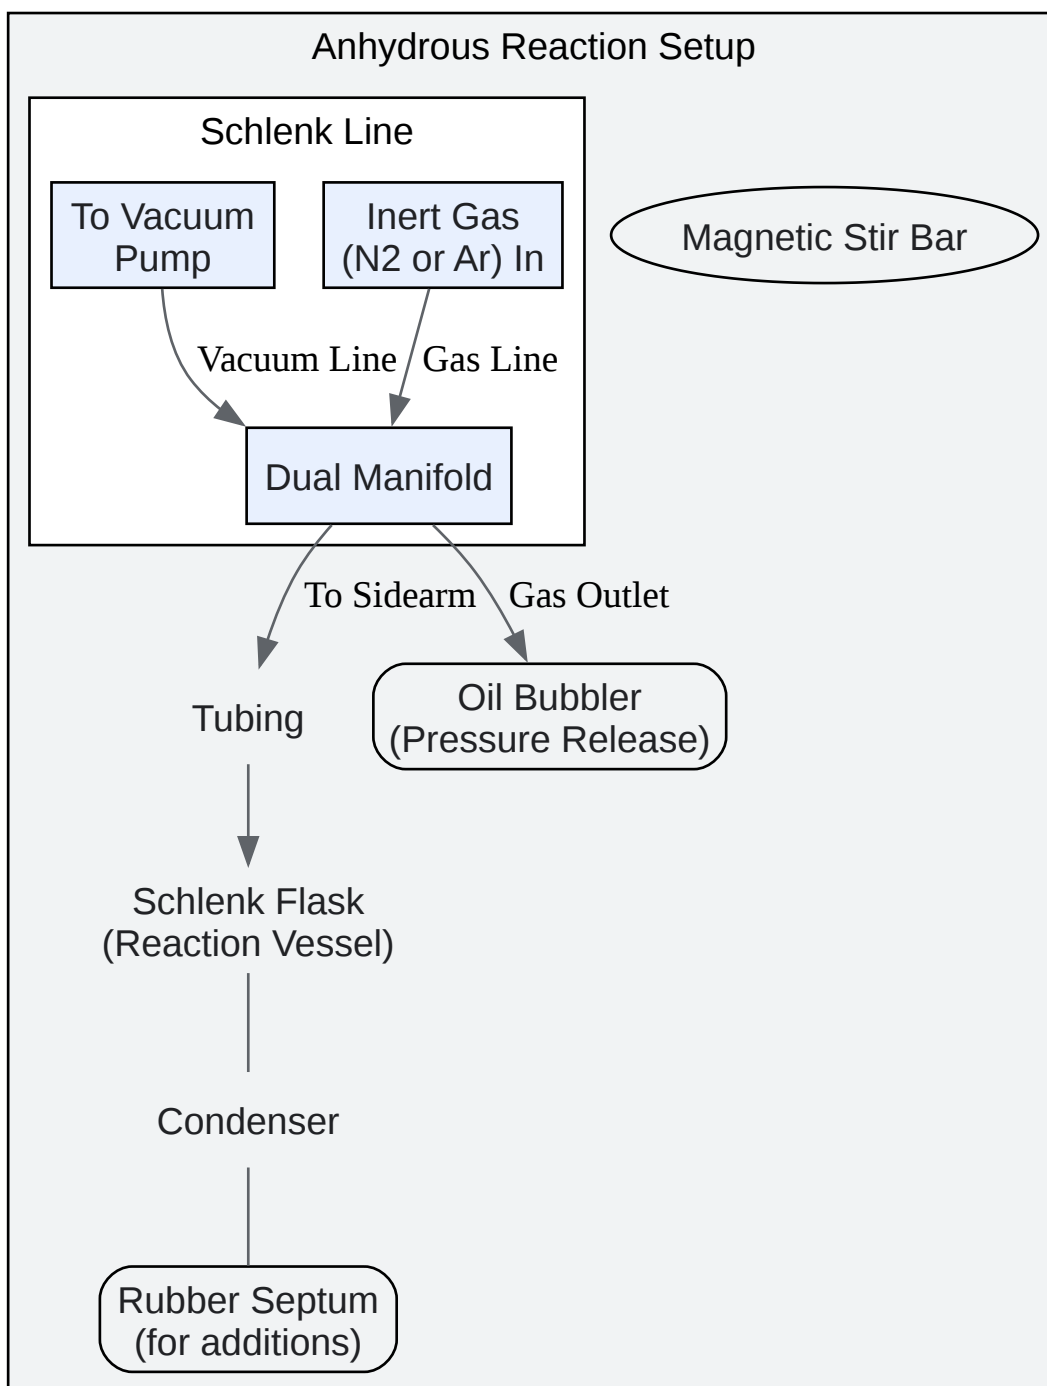 Anhydrous Reaction Setup
Schlenk Line
To Vacuum
Pump
Inert Gas
(N2 or Ar) In
Magnetic Stir Bar
Vacuum Line
Gas Line
Dual Manifold
To Sidearm
Gas Outlet
Tubing
Oil Bubbler
(Pressure Release)
Schlenk Flask
(Reaction Vessel)
Condenser
Rubber Septum
(for additions)